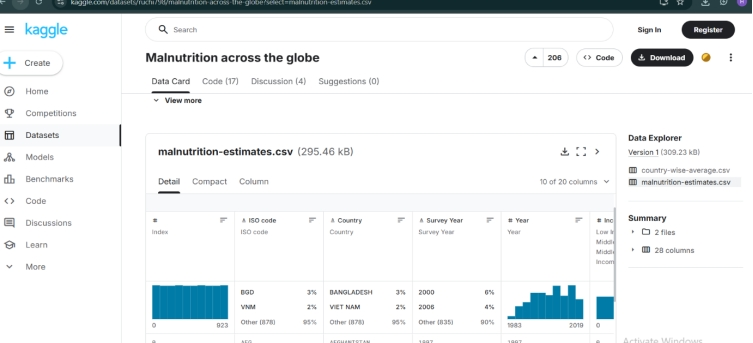 kaggle.com/datasets/ruchi798/malnutrition-across-the-globe?select=malnutrition-estimates.csv
kaggle
Search
Sign In
Register
Create
Malnutrition across the globe
206
<> Code
Download
Data Card
Code (17)
Discussion (4)
Suggestions (0)
View more
Home
Competitions
Datasets
Models
Benchmarks
Code
Discussions
Learn
More
malnutrition-estimates.csv (295.46 kB)
Detail
Compact
Column
10 of 20 columns
# Index
A ISO code
A Country
A Survey Year
# Year
# Inc
Index
ISO code
Country
Survey Year
Year
Low I
Middl
Middl
Incom
BGD 3%
VNM 2%
Other (878) 95%
BANGLADESH 3%
VIET NAM 2%
Other (878) 95%
2000 6%
2006 4%
Other (835) 90%
0 923
1983 2019
0
0
AFG
AFGHANISTAN
1997
1997
Data Explorer
Version 1 (309.23 kB)
country-wise-average.csv
malnutrition-estimates.csv
Summary
2 files
28 columns
Activate Windows